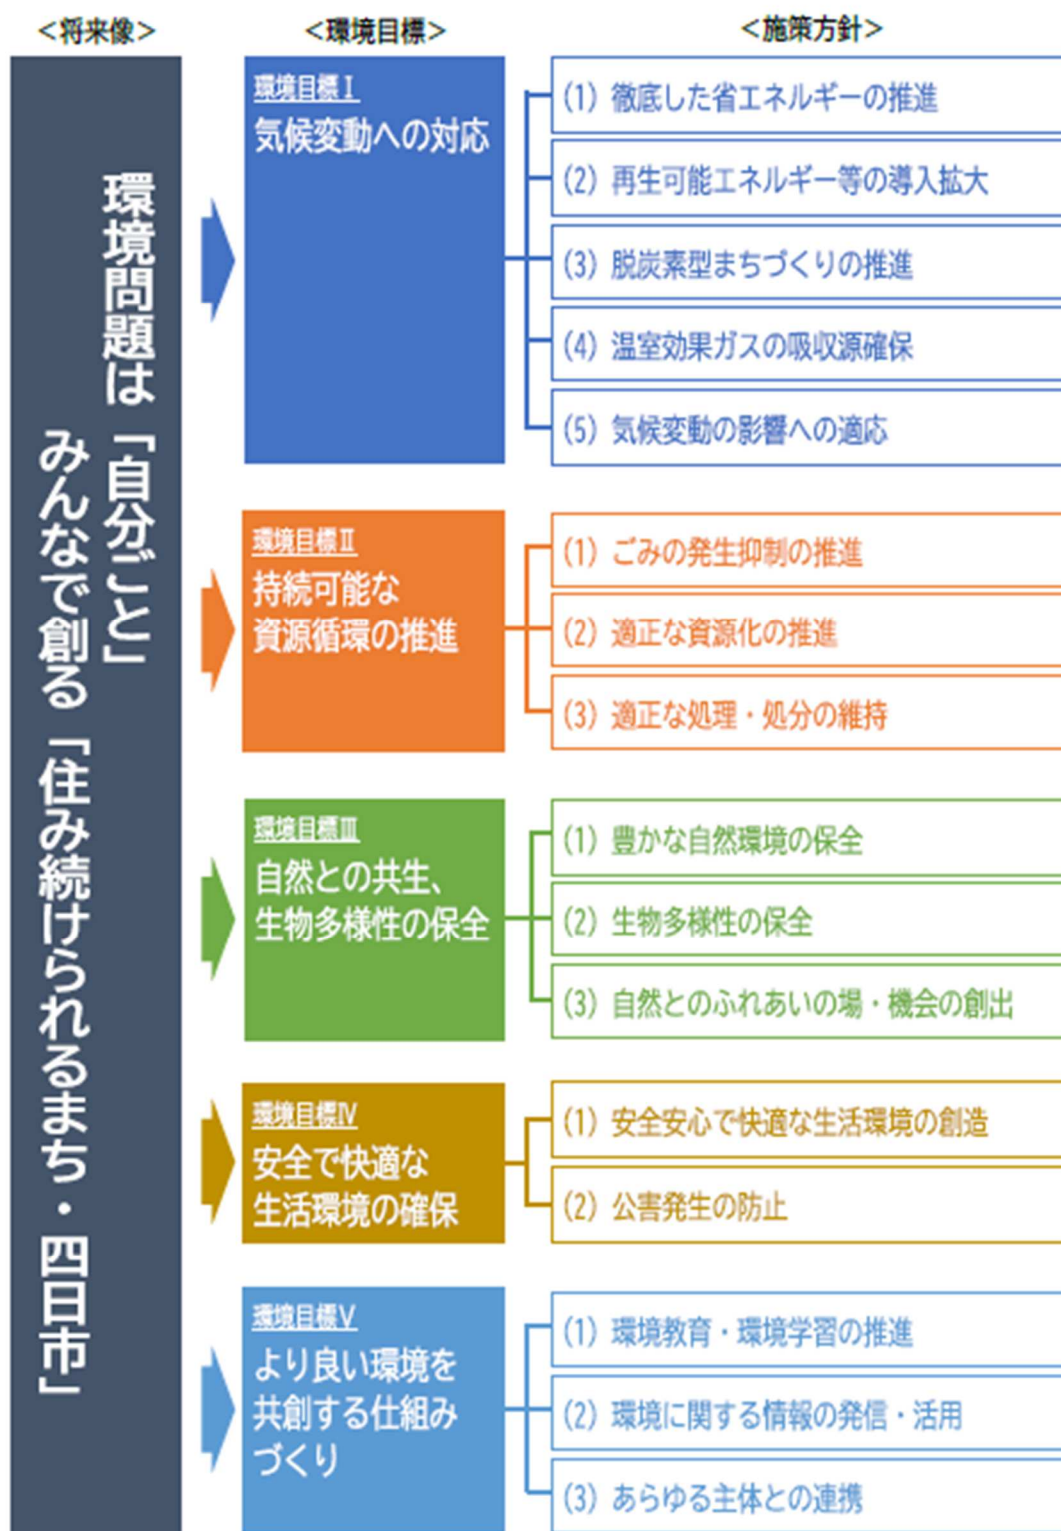 ＜将来像＞
＜環境目標＞
＜施策方針＞
環境問題は「自分ごと」
みんなで創る「住み続けられるまち・四日市」
環境目標Ⅰ
気候変動への対応
(1) 徹底した省エネルギーの推進
(2) 再生可能エネルギー等の導入拡大
(3) 脱炭素型まちづくりの推進
(4) 温室効果ガスの吸収源確保
(5) 気候変動の影響への適応
環境目標Ⅱ
持続可能な
資源循環の推進
(1) ごみの発生抑制の推進
(2) 適正な資源化の推進
(3) 適正な処理・処分の維持
環境目標Ⅲ
自然との共生、
生物多様性の保全
(1) 豊かな自然環境の保全
(2) 生物多様性の保全
(3) 自然とのふれあいの場・機会の創出
環境目標Ⅳ
安全で快適な
生活環境の確保
(1) 安全安心で快適な生活環境の創造
(2) 公害発生の防止
環境目標Ⅴ
より良い環境を
共創する仕組み
づくり
(1) 環境教育・環境学習の推進
(2) 環境に関する情報の発信・活用
(3) あらゆる主体との連携